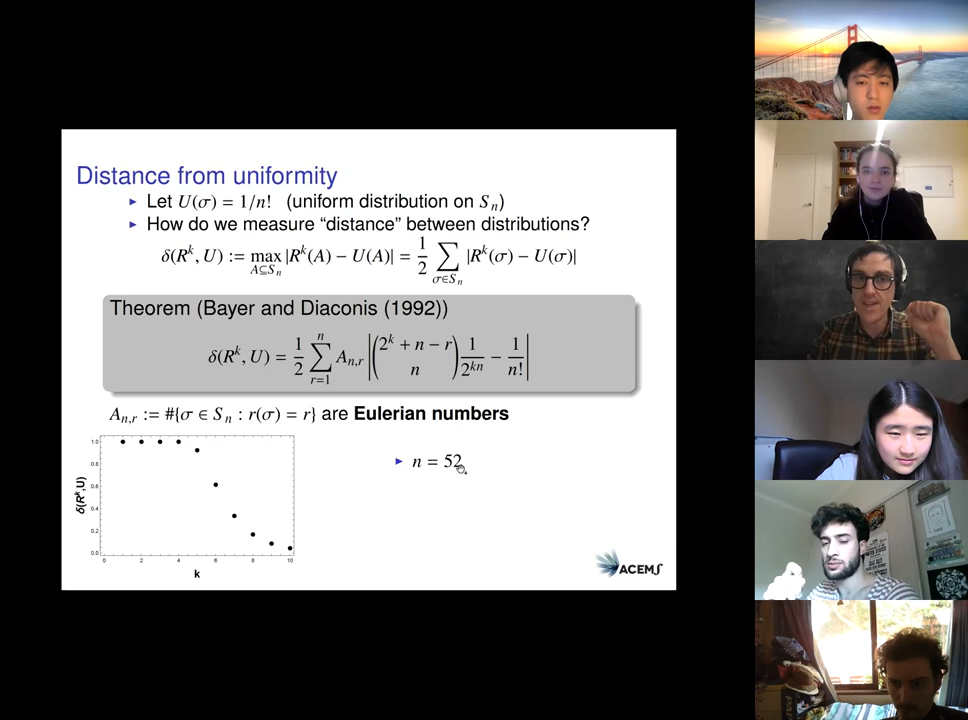 Distance from uniformity
▸ Let U(σ) = 1/n! (uniform distribution on Sₙ)
▸ How do we measure “distance” between distributions?
δ(Rᵏ, U) := max_{A⊆Sₙ} |Rᵏ(A) − U(A)| = 1/2 ∑_{σ∈Sₙ} |Rᵏ(σ) − U(σ)|
Theorem (Bayer and Diaconis (1992))
δ(Rᵏ, U) = 1/2 ∑_{r=1}^{n} A_{n,r} |(2ᵏ + n − r choose n) 1/2^{kn} − 1/n!|
A_{n,r} := #{σ ∈ Sₙ : r(σ) = r} are Eulerian numbers
▸ n = 52
δ(Rᵏ,U)
1.0
0.8
0.6
0.4
0.2
0.0
0 2 4 6 8 10
k
ACEMS